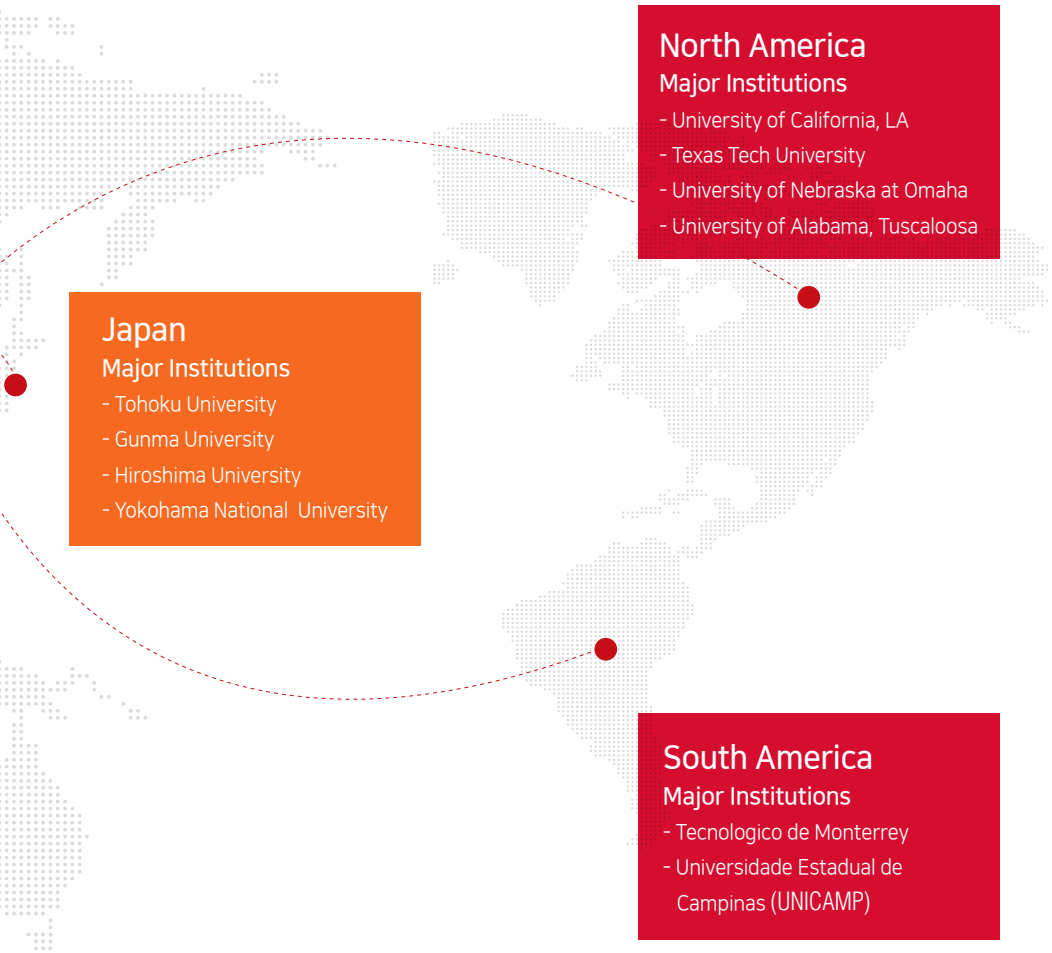 North America
Major Institutions
- University of California, LA
- Texas Tech University
- University of Nebraska at Omaha
- University of Alabama, Tuscaloosa
Japan
Major Institutions
- Tohoku University
- Gunma University
- Hiroshima University
- Yokohama National  University
South America
Major Institutions
- Tecnologico de Monterrey
- Universidade Estadual de
Campinas (UNICAMP)